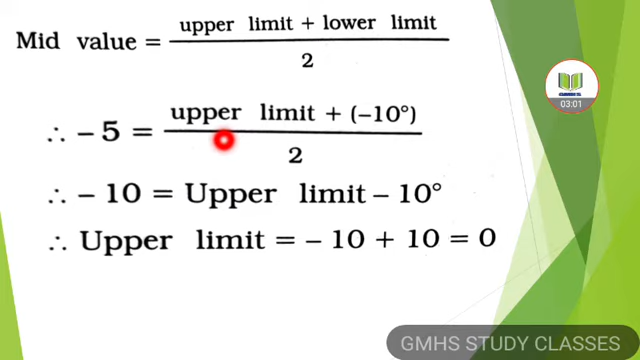 Mid value = upper limit + lower limit / 2
∴ – 5 = upper limit + (–10°) / 2
∴ – 10 = Upper limit – 10°
∴ Upper limit = – 10 + 10 = 0
03:01
GMHS STUDY CLASSES